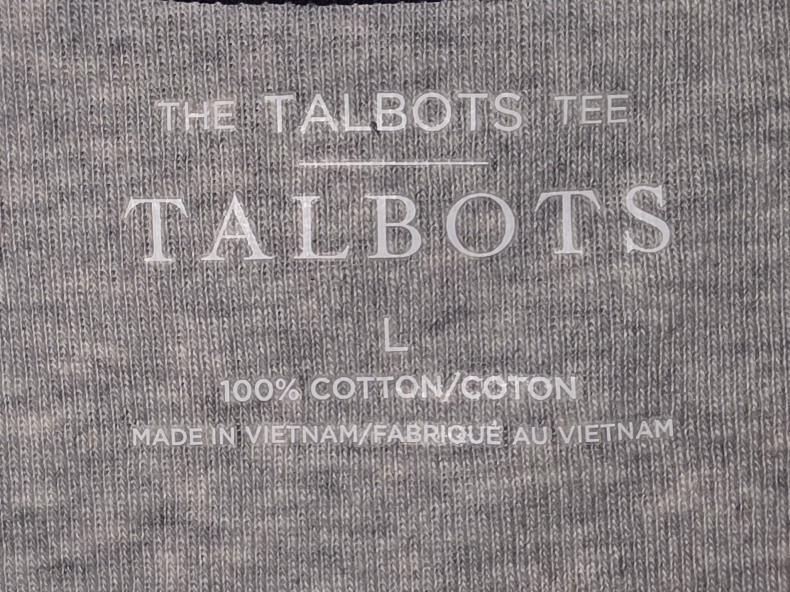 THE TALBOTS TEE
TALBOTS
L
100% COTTON/COTON
MADE IN VIETNAM/FABRIQUÉ AU VIETNAM